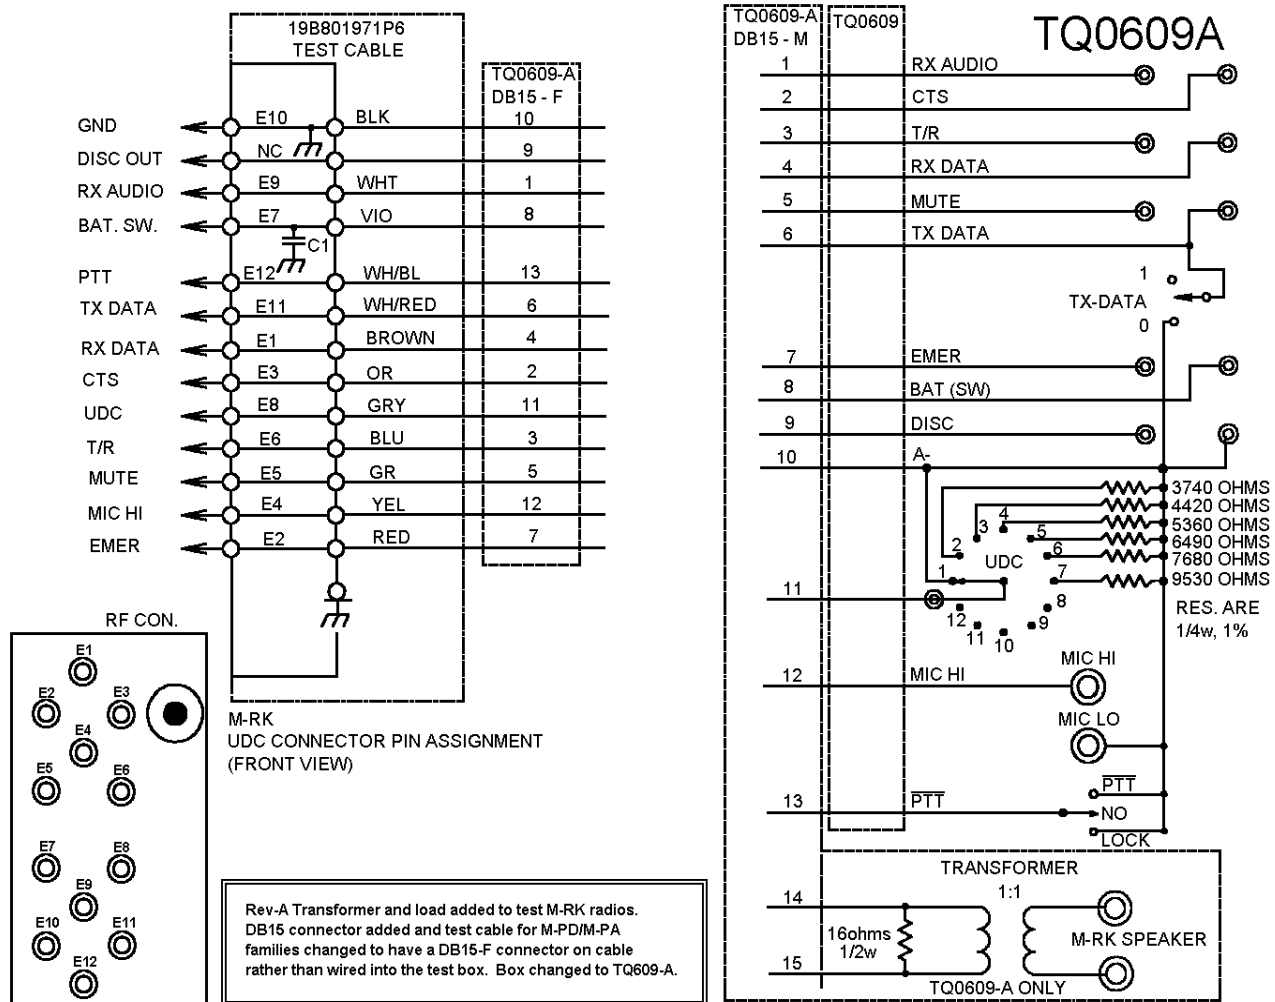 19B801971P6
TEST CABLE
TQ0609-A
DB15 - F
GND E10 BLK 10
DISC OUT NC 9
RX AUDIO E9 WHT 1
BAT. SW. E7 VIO 8
C1
PTT E12 WH/BL 13
TX DATA E11 WH/RED 6
RX DATA E1 BROWN 4
CTS E3 OR 2
UDC E8 GRY 11
T/R E6 BLU 3
MUTE E5 GR 5
MIC HI E4 YEL 12
EMER E2 RED 7
RF CON.
E1
E2 E3
E4
E5 E6
E7 E8
E9
E10 E11
E12
M-RK
UDC CONNECTOR PIN ASSIGNMENT
(FRONT VIEW)
Rev-A Transformer and load added to test M-RK radios.
DB15 connector added and test cable for M-PD/M-PA
families changed to have a DB15-F connector on cable
rather than wired into the test box. Box changed to TQ609-A.
TQ0609-A
DB15 - M
TQ0609
TQ0609A
1 RX AUDIO
2 CTS
3 T/R
4 RX DATA
5 MUTE
6 TX DATA
1
TX-DATA
0
7 EMER
8 BAT (SW)
9 DISC
10 A-
3740 OHMS
4420 OHMS
5360 OHMS
6490 OHMS
7680 OHMS
9530 OHMS
RES. ARE
1/4w, 1%
UDC
1
2
3
4
5
6
7
8
9
10
11
12
11
12 MIC HI
MIC HI
MIC LO
13 PTT
PTT
NO
LOCK
TRANSFORMER
1:1
14
16ohms
1/2w
M-RK SPEAKER
15
TQ0609-A ONLY